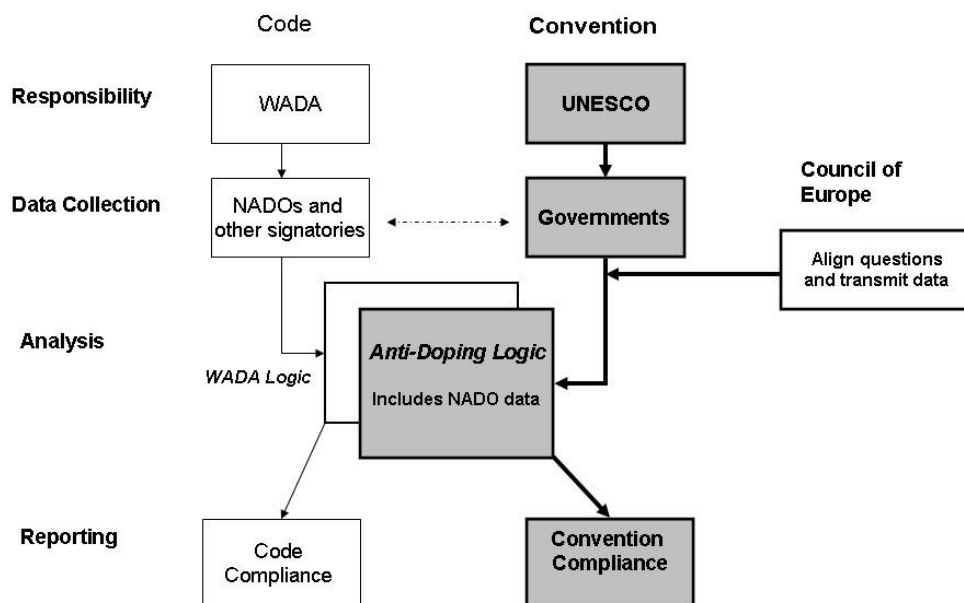 Code
Convention
Responsibility
WADA
UNESCO
Council of
Europe
Data Collection
NADOs and
other signatories
Governments
Align questions
and transmit data
Analysis
WADA Logic
Anti-Doping Logic
Includes NADO data
Reporting
Code
Compliance
Convention
Compliance